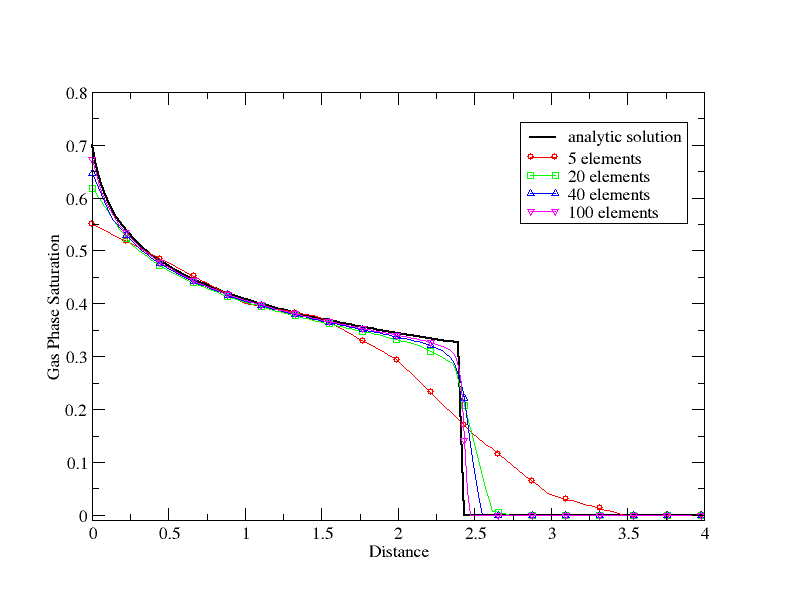 0.8
0.7
0.6
0.5
0.4
0.3
0.2
0.1
0
Gas Phase Saturation
analytic solution
5 elements
20 elements
40 elements
100 elements
0 0.5 1 1.5 2 2.5 3 3.5 4
Distance